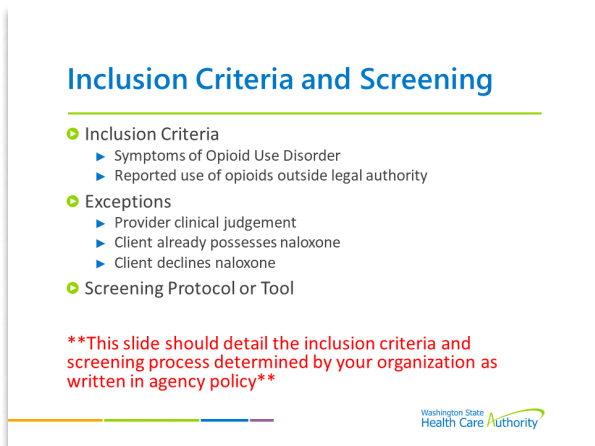 Inclusion Criteria and Screening
Inclusion Criteria
Symptoms of Opioid Use Disorder
Reported use of opioids outside legal authority
Exceptions
Provider clinical judgement
Client already possesses naloxone
Client declines naloxone
Screening Protocol or Tool
**This slide should detail the inclusion criteria and
screening process determined by your organization as
written in agency policy**
Washington State
Health Care Authority